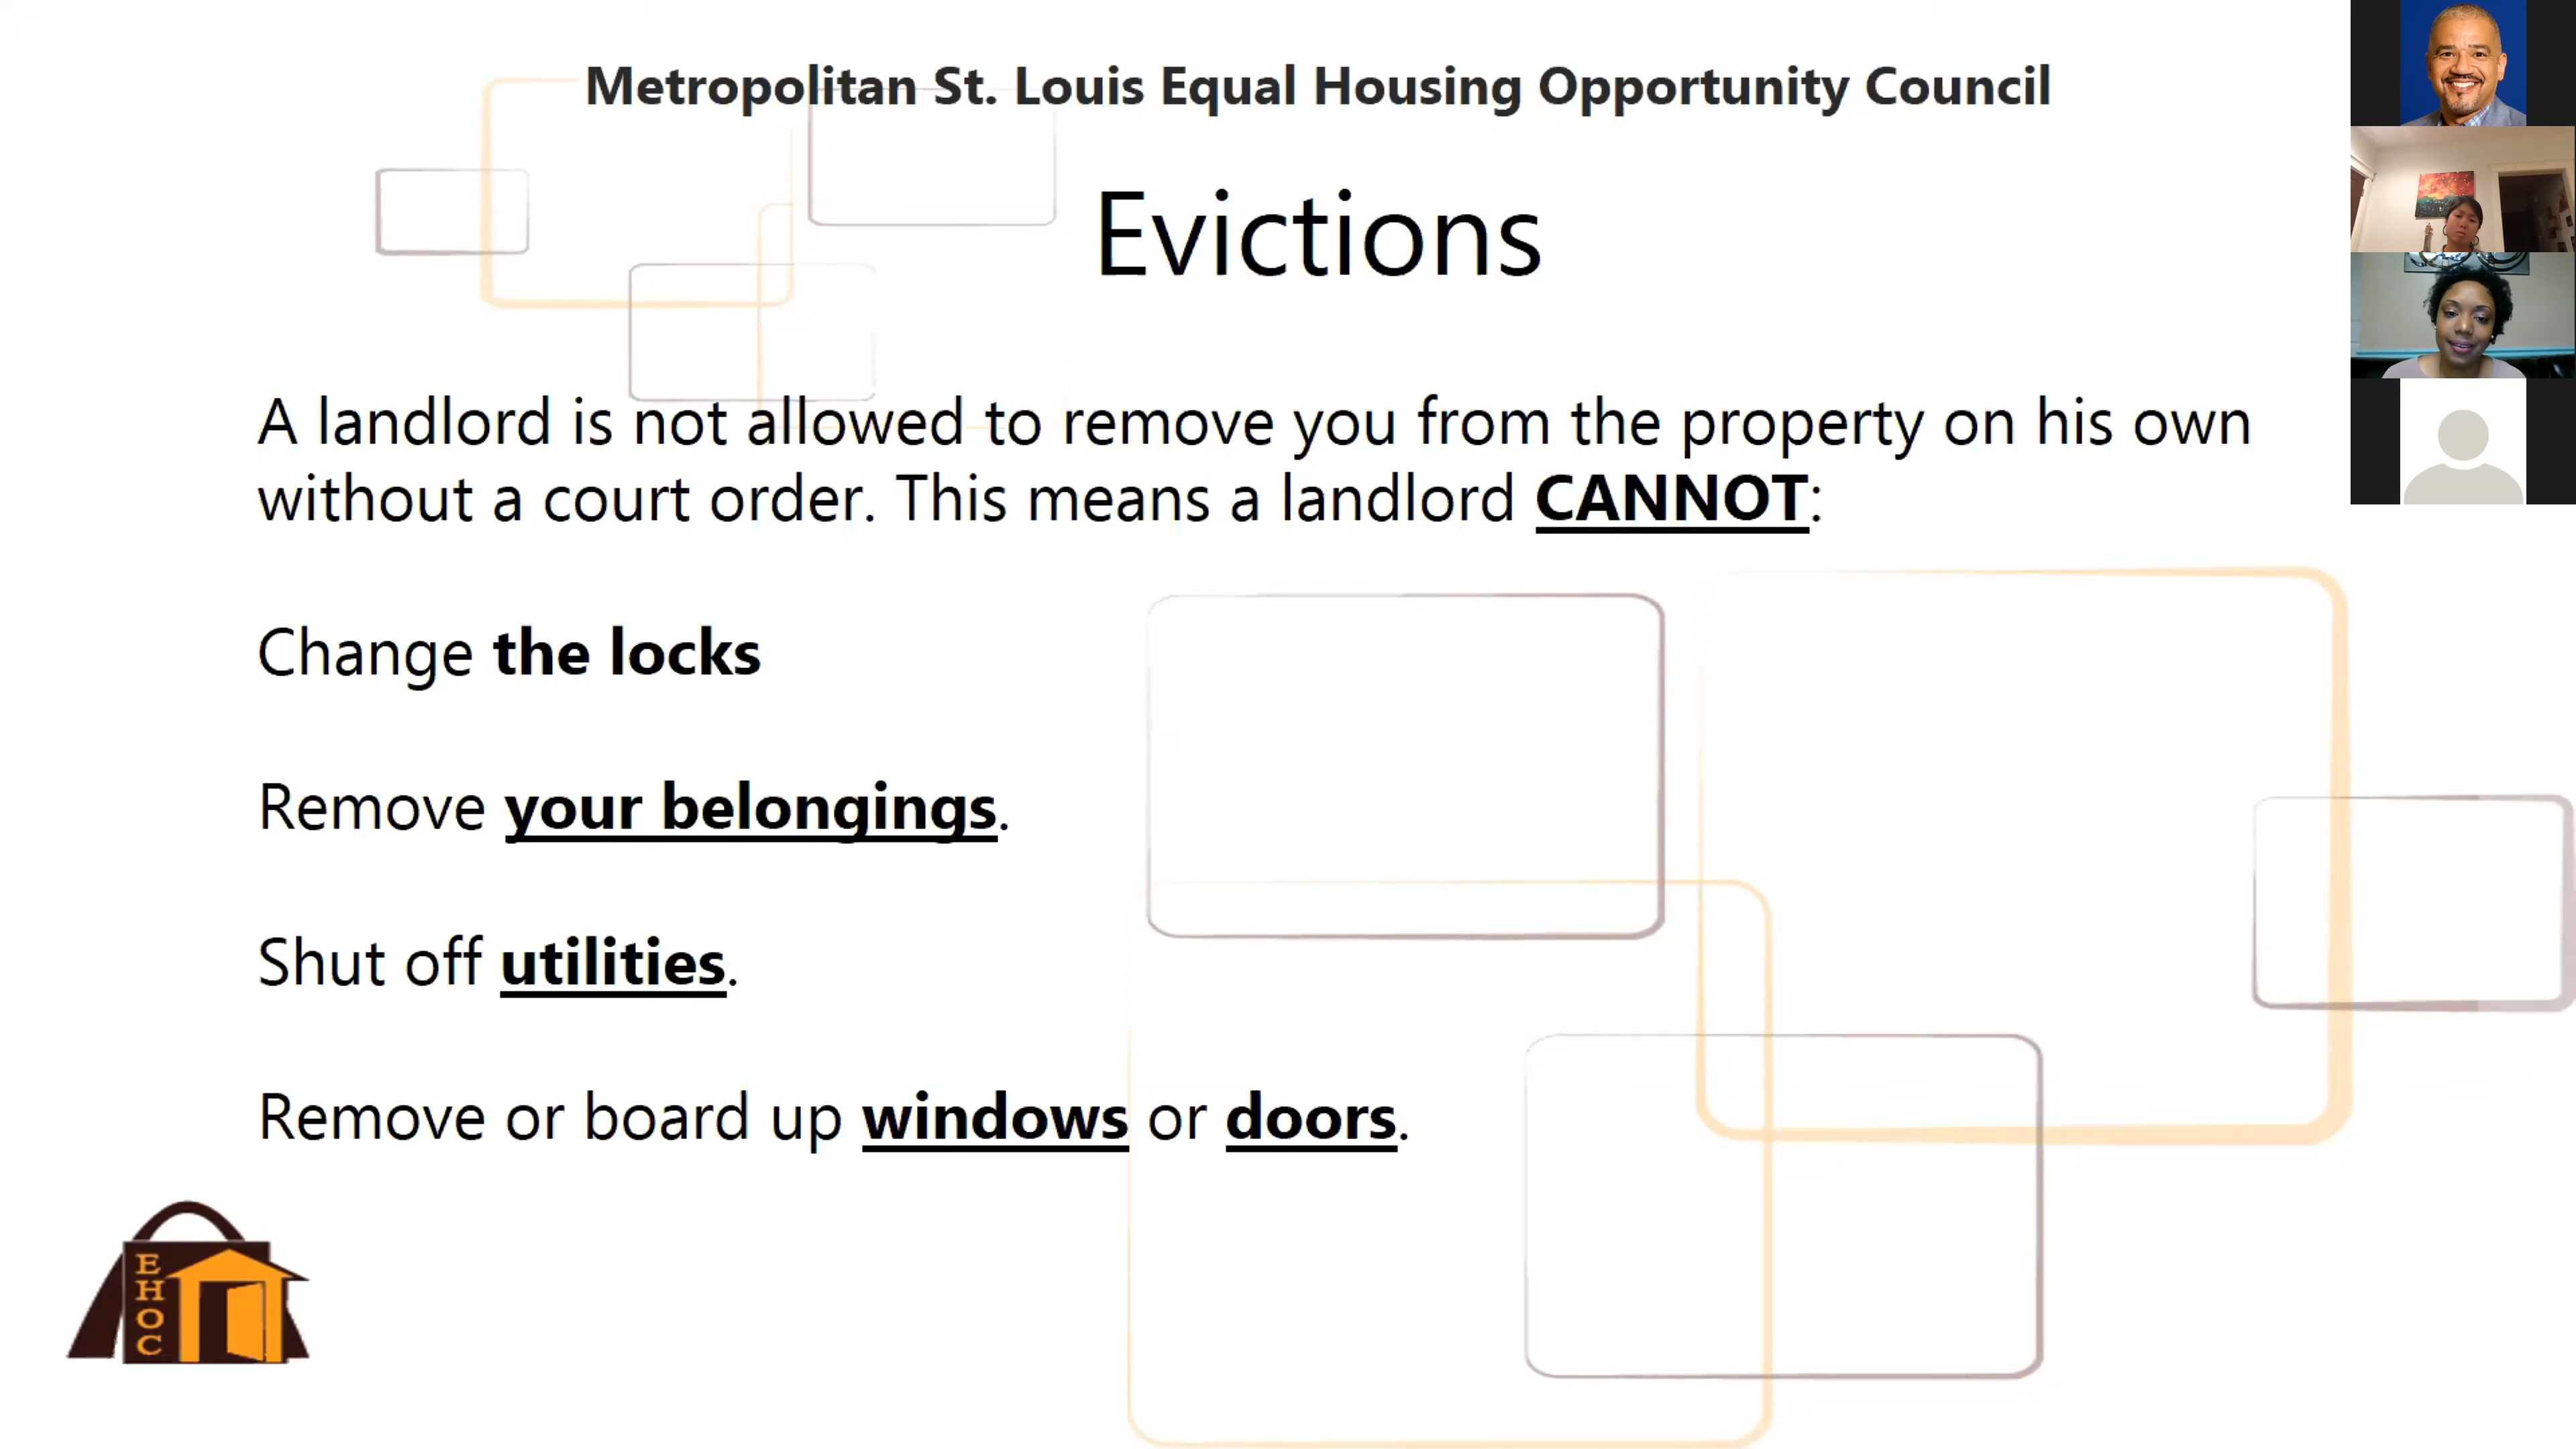 Metropolitan St. Louis Equal Housing Opportunity Council
Evictions
A landlord is not allowed to remove you from the property on his own
without a court order. This means a landlord CANNOT:
Change the locks
Remove your belongings.
Shut off utilities.
Remove or board up windows or doors.
E
H
O
C